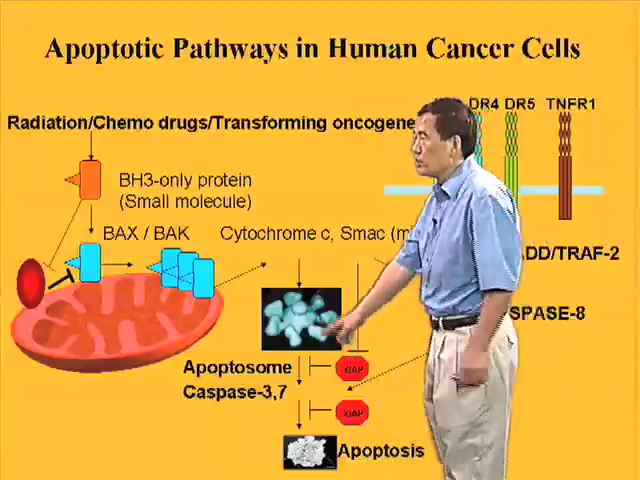 Apoptotic Pathways in Human Cancer Cells
DR4 DR5 TNFR1
Radiation/Chemo drugs/Transforming oncogene
BH3-only protein
(Small molecule)
BAX / BAK
Cytochrome c, Smac (m
ADD/TRAF-2
SPASE-8
Apoptosome
XIAP
Caspase-3,7
XIAP
Apoptosis